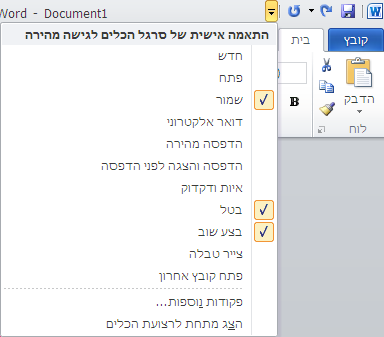 Word - Document1
קובץ
בית
הדבק
B
לוח
התאמה אישית של סרגל הכלים לגישה מהירה
חדש
פתח
שמור
דואר אלקטרוני
הדפסה מהירה
הדפסה והצגה לפני הדפסה
איות ודקדוק
בטל
בצע שוב
צייר טבלה
פתח קובץ אחרון
פקודות נוספות...
הצג מתחת לרצועת הכלים